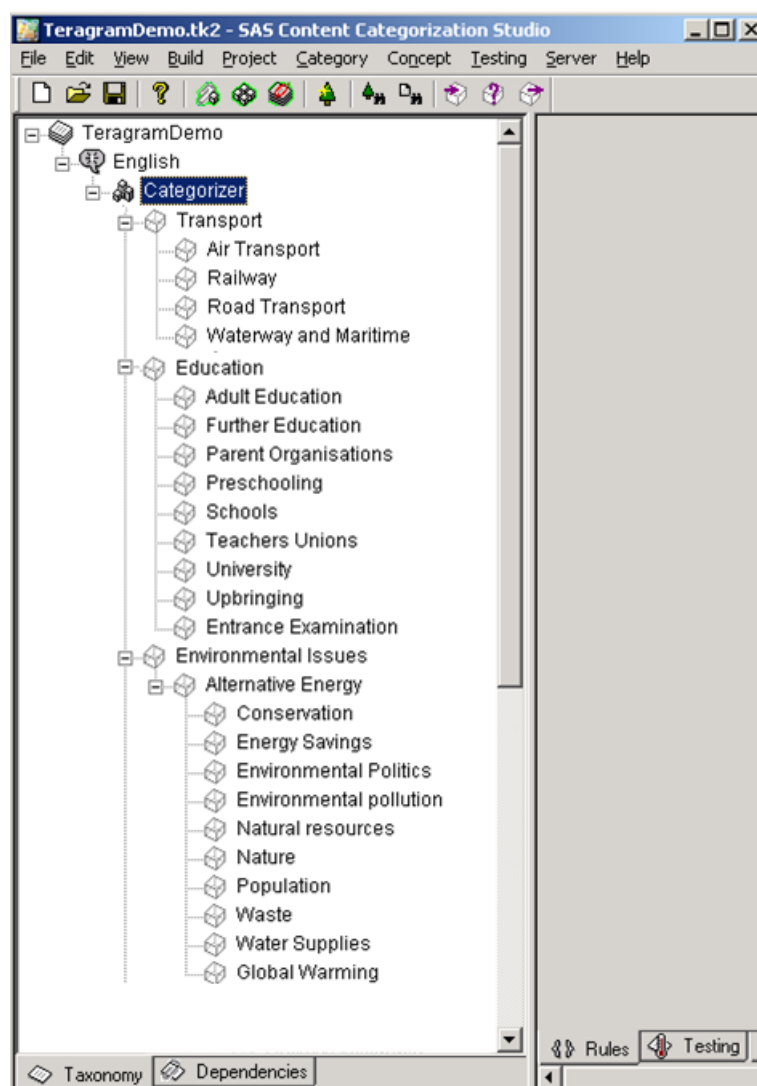 TeragramDemo.tk2 - SAS Content Categorization Studio
File Edit View Build Project Category Concept Testing Server Help
TeragramDemo
English
Categorizer
Transport
Air Transport
Railway
Road Transport
Waterway and Maritime
Education
Adult Education
Further Education
Parent Organisations
Preschooling
Schools
Teachers Unions
University
Upbringing
Entrance Examination
Environmental Issues
Alternative Energy
Conservation
Energy Savings
Environmental Politics
Environmental pollution
Natural resources
Nature
Population
Waste
Water Supplies
Global Warming
Taxonomy Dependencies
Rules Testing